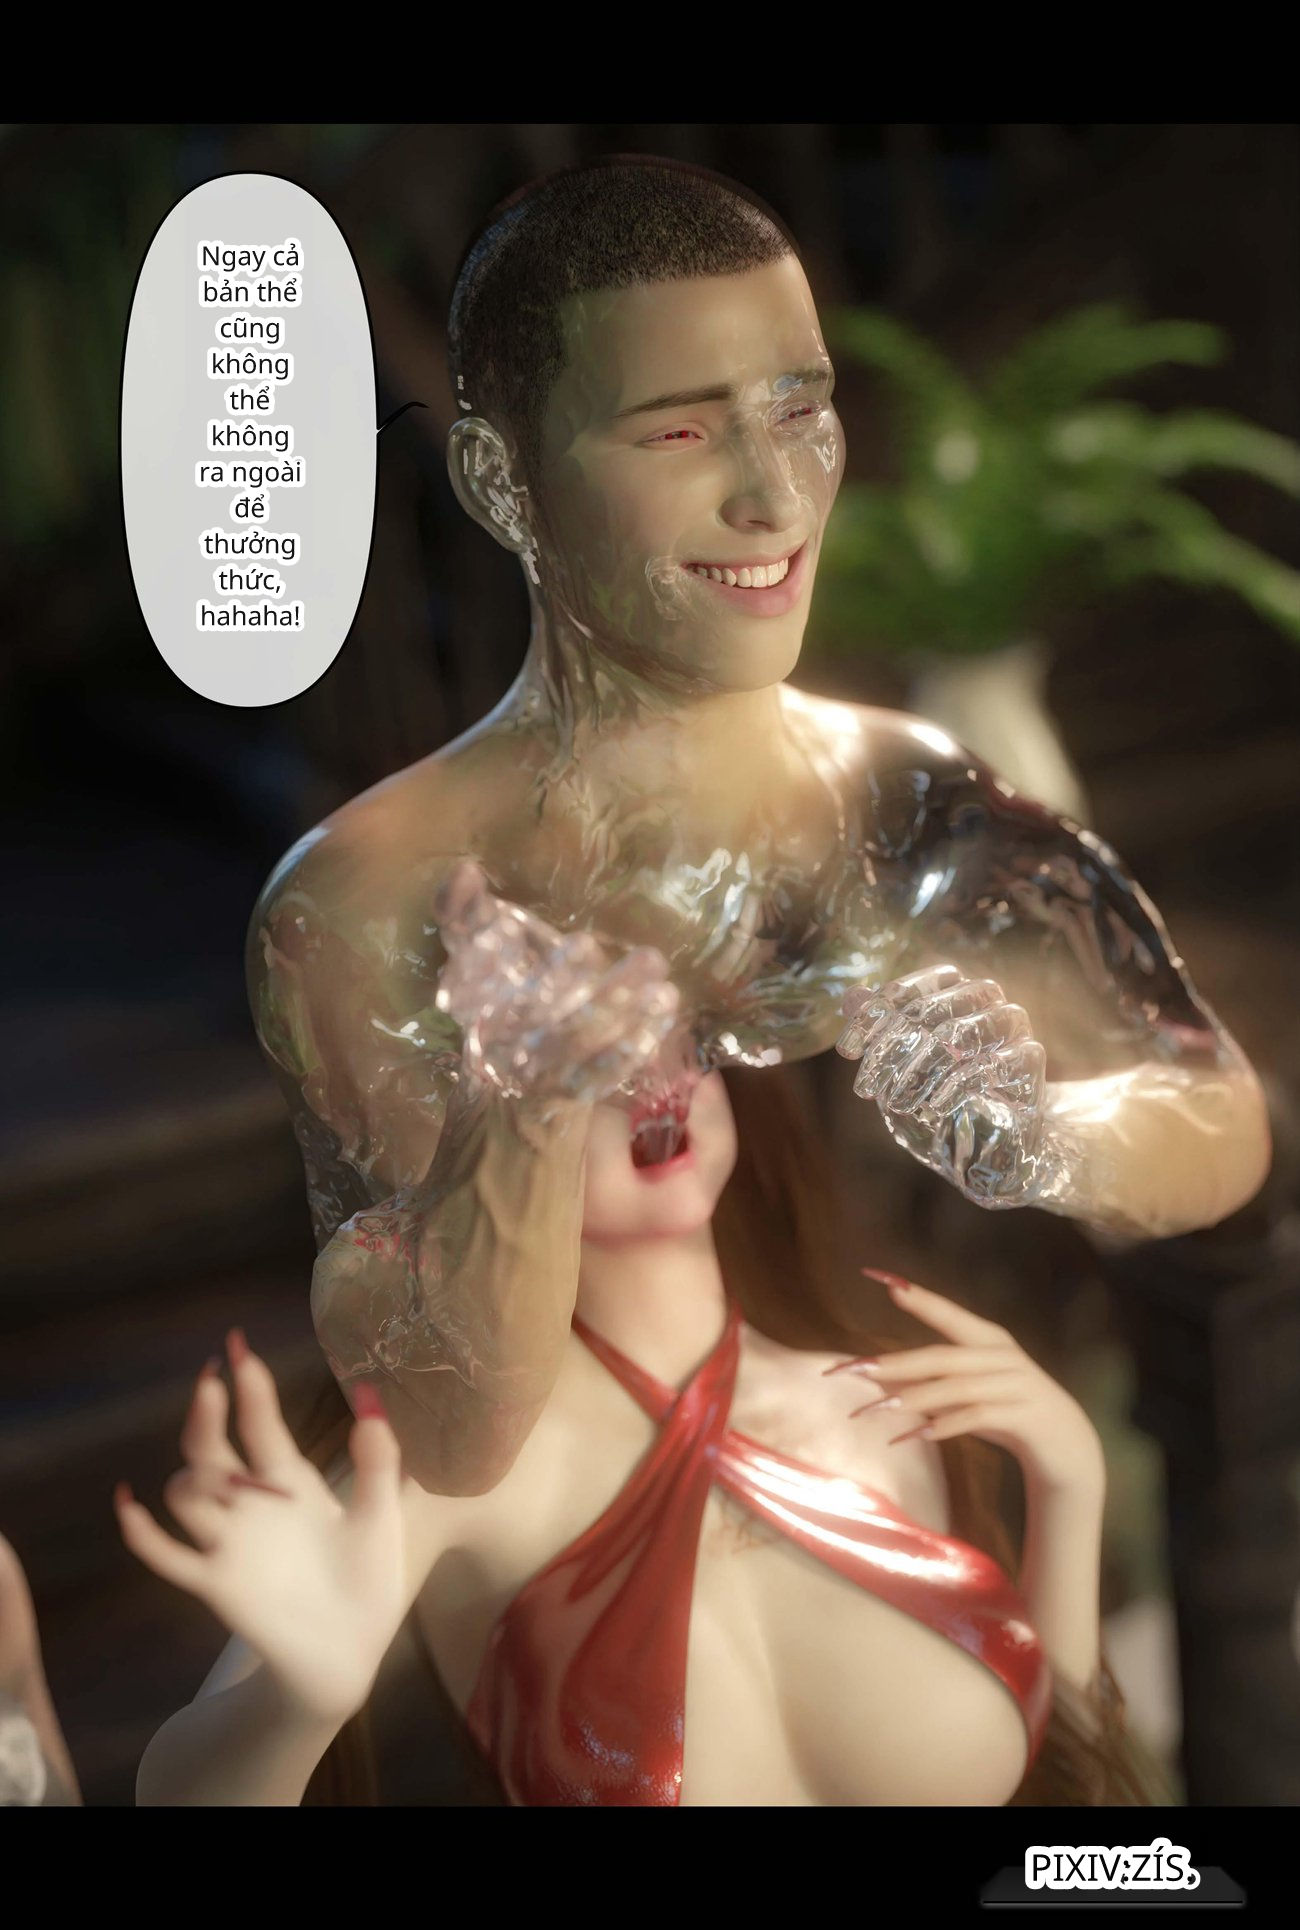 Ngay cả
bản thể
cũng
không
thể
không
ra ngoài
để
thưởng
thức,
hahaha!
PIXIV:ZÍS,